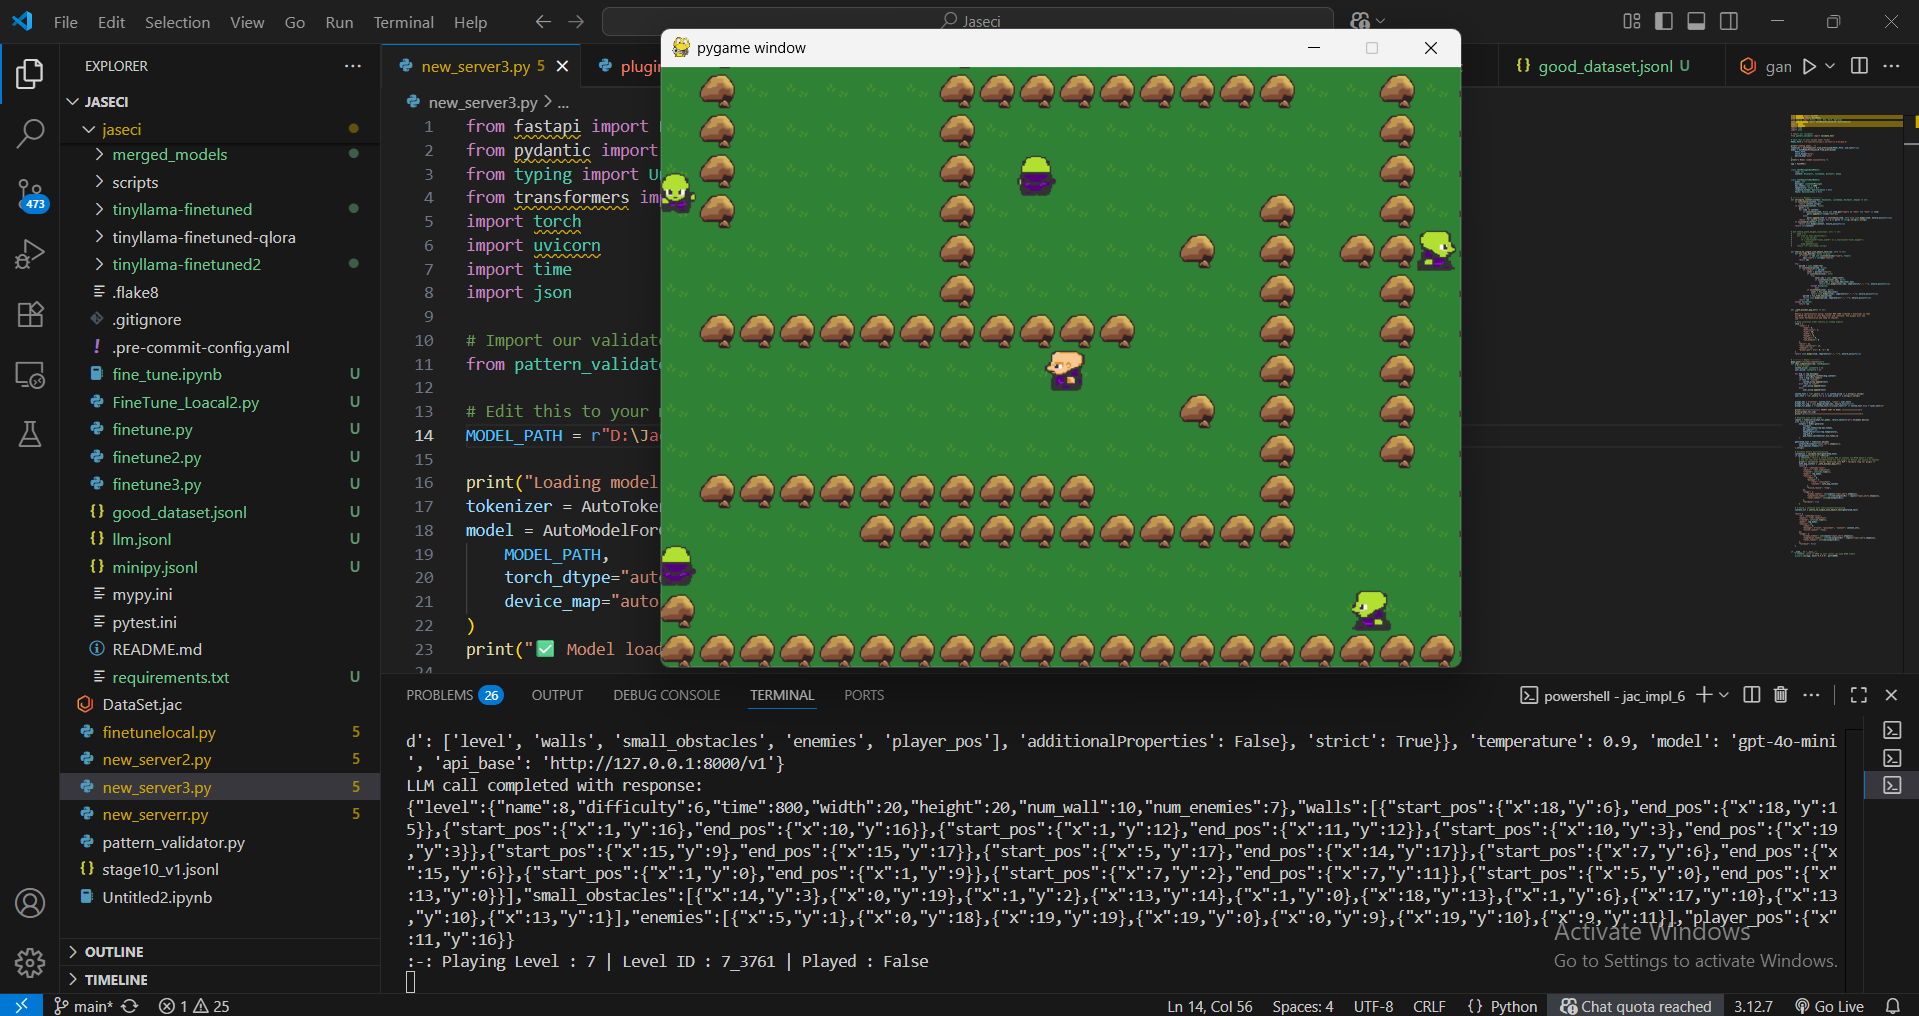 File Edit Selection View Go Run Terminal Help
Jaseci
EXPLORER
JASECI
jaseci
merged_models
scripts
tinyllama-finetuned
tinyllama-finetuned-qlora
tinyllama-finetuned2
.flake8
.gitignore
.pre-commit-config.yaml
fine_tune.ipynb U
FineTune_Loacal2.py U
finetune.py U
finetune2.py U
finetune3.py U
good_dataset.jsonl U
llm.jsonl U
minipy.jsonl U
mypy.ini
pytest.ini
README.md
requirements.txt U
DataSet.jac
finetunelocal.py 5
new_server2.py 5
new_server3.py 5
new_serverr.py 5
pattern_validator.py
stage10_v1.jsonl
Untitled2.ipynb
OUTLINE
TIMELINE
473
new_server3.py 5
plugin
good_dataset.jsonl U
gan
new_server3.py > ...
pygame window
1 from fastapi import
2 from pydantic import
3 from typing import U
4 from transformers im
5 import torch
6 import uvicorn
7 import time
8 import json
9
10 # Import our validat
11 from pattern_validat
12
13 # Edit this to your
14 MODEL_PATH = r"D:\Ja
15
16 print("Loading model
17 tokenizer = AutoToke
18 model = AutoModelFor
19 MODEL_PATH,
20 torch_dtype="aut
21 device_map="auto
22 )
23 print("✅ Model load
24
PROBLEMS 26 OUTPUT DEBUG CONSOLE TERMINAL PORTS
powershell - jac_impl_6
d': ['level', 'walls', 'small_obstacles', 'enemies', 'player_pos'], 'additionalProperties': False}, 'strict': True}}, 'temperature': 0.9, 'model': 'gpt-4o-mini
', 'api_base': 'http://127.0.0.1:8000/v1'}
LLM call completed with response:
{"level":{"name":8,"difficulty":6,"time":800,"width":20,"height":20,"num_wall":10,"num_enemies":7},"walls":[{"start_pos":{"x":18,"y":6},"end_pos":{"x":18,"y":1
5}},{"start_pos":{"x":1,"y":16},"end_pos":{"x":10,"y":16}},{"start_pos":{"x":1,"y":12},"end_pos":{"x":11,"y":12}},{"start_pos":{"x":10,"y":3},"end_pos":{"x":19
,"y":3}},{"start_pos":{"x":15,"y":9},"end_pos":{"x":15,"y":17}},{"start_pos":{"x":5,"y":17},"end_pos":{"x":14,"y":17}},{"start_pos":{"x":7,"y":6},"end_pos":{"x
":15,"y":6}},{"start_pos":{"x":1,"y":0},"end_pos":{"x":1,"y":9}},{"start_pos":{"x":7,"y":2},"end_pos":{"x":7,"y":11}},{"start_pos":{"x":5,"y":0},"end_pos":{"x"
:13,"y":0}}],"small_obstacles":[{"x":14,"y":3},{"x":0,"y":19},{"x":1,"y":2},{"x":13,"y":14},{"x":1,"y":0},{"x":18,"y":13},{"x":1,"y":6},{"x":17,"y":10},{"x":13
,"y":10},{"x":13,"y":1}],"enemies":[{"x":5,"y":1},{"x":0,"y":18},{"x":19,"y":19},{"x":19,"y":0},{"x":0,"y":9},{"x":19,"y":10},{"x":9,"y":11}],"player_pos":{"x"
:11,"y":16}}
:-: Playing Level : 7 | Level ID : 7_3761 | Played : False
Activate Windows
Go to Settings to activate Windows.
main* 1 25
Ln 14, Col 56 Spaces: 4 UTF-8 CRLF {} Python Chat quota reached 3.12.7 Go Live